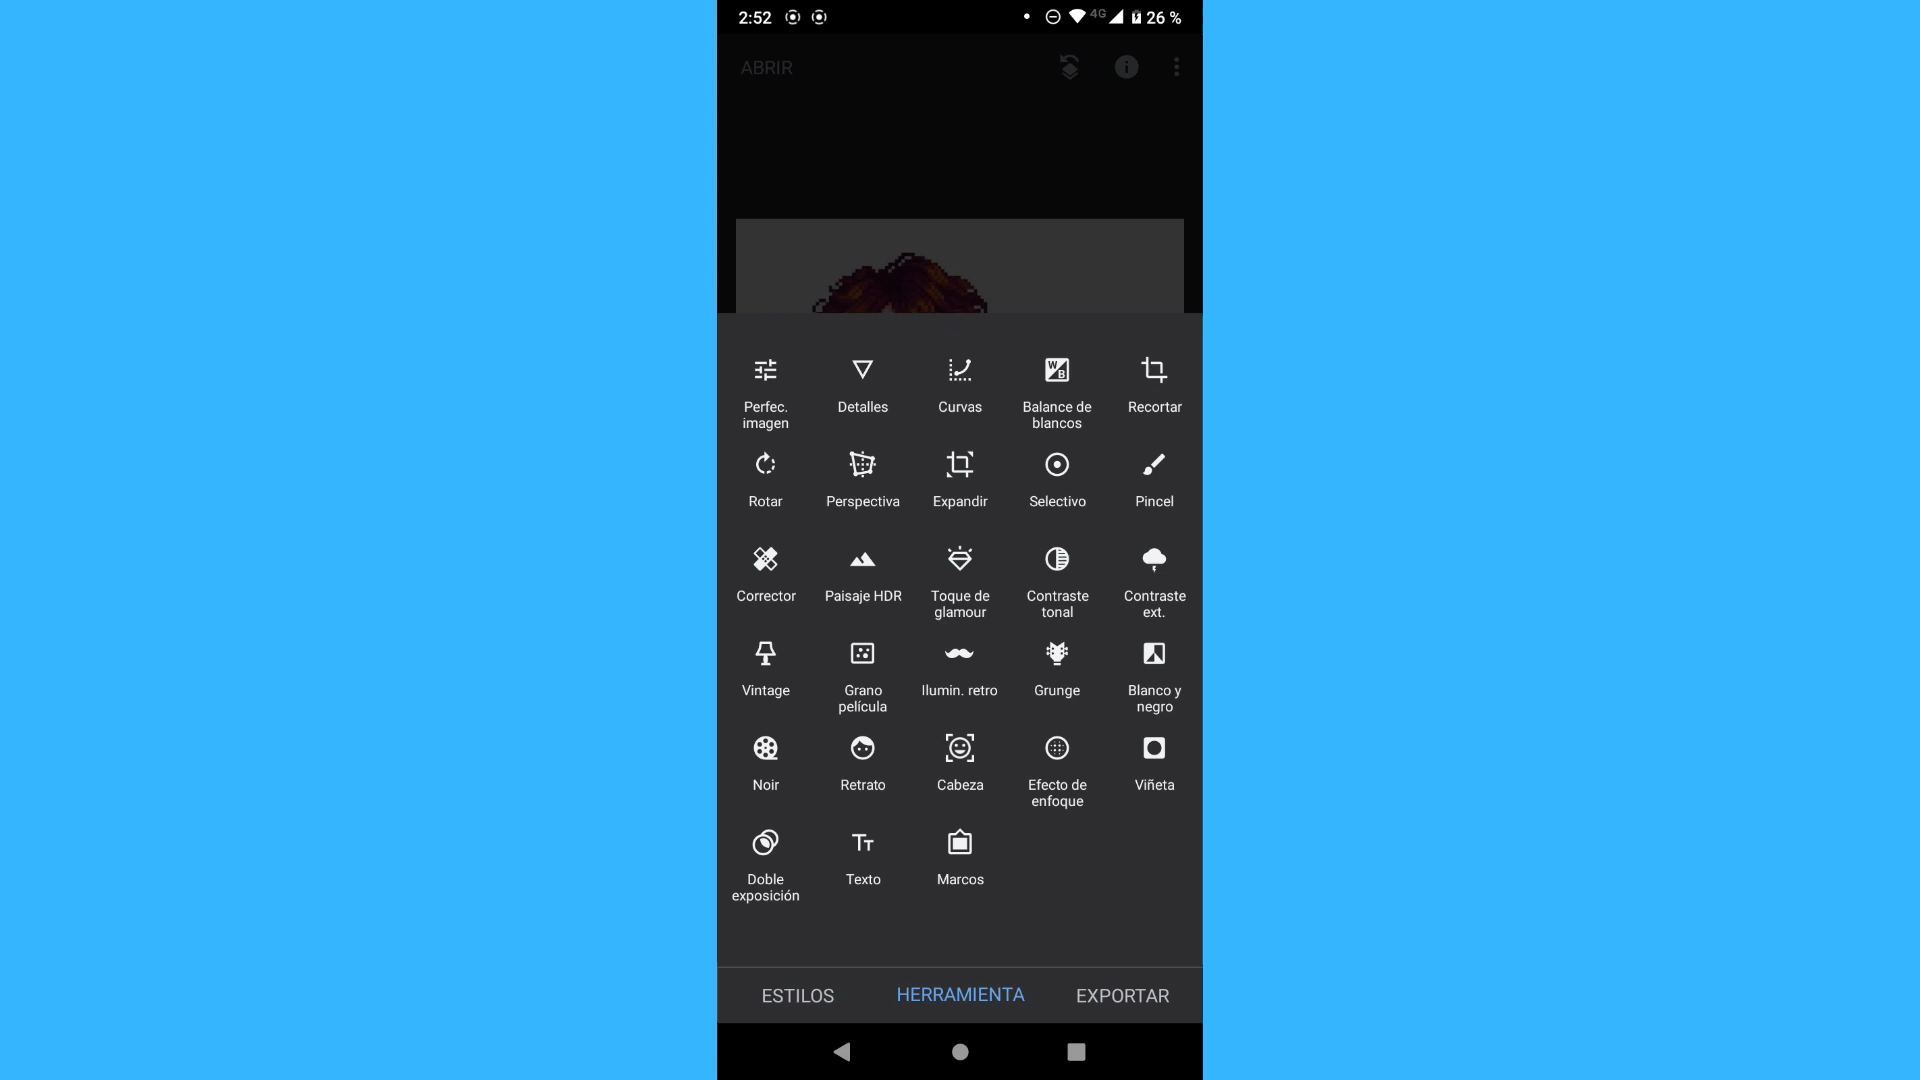 2:52 4G 26 %
ABRIR
Perfec. imagen
Detalles
Curvas
W B
Balance de blancos
Recortar
Rotar
Perspectiva
Expandir
Selectivo
Pincel
Corrector
Paisaje HDR
Toque de glamour
Contraste tonal
Contraste ext.
Vintage
Grano película
Ilumin. retro
Grunge
Blanco y negro
Noir
Retrato
Cabeza
Efecto de enfoque
Viñeta
Doble exposición
Tт
Texto
Marcos
ESTILOS HERRAMIENTA EXPORTAR